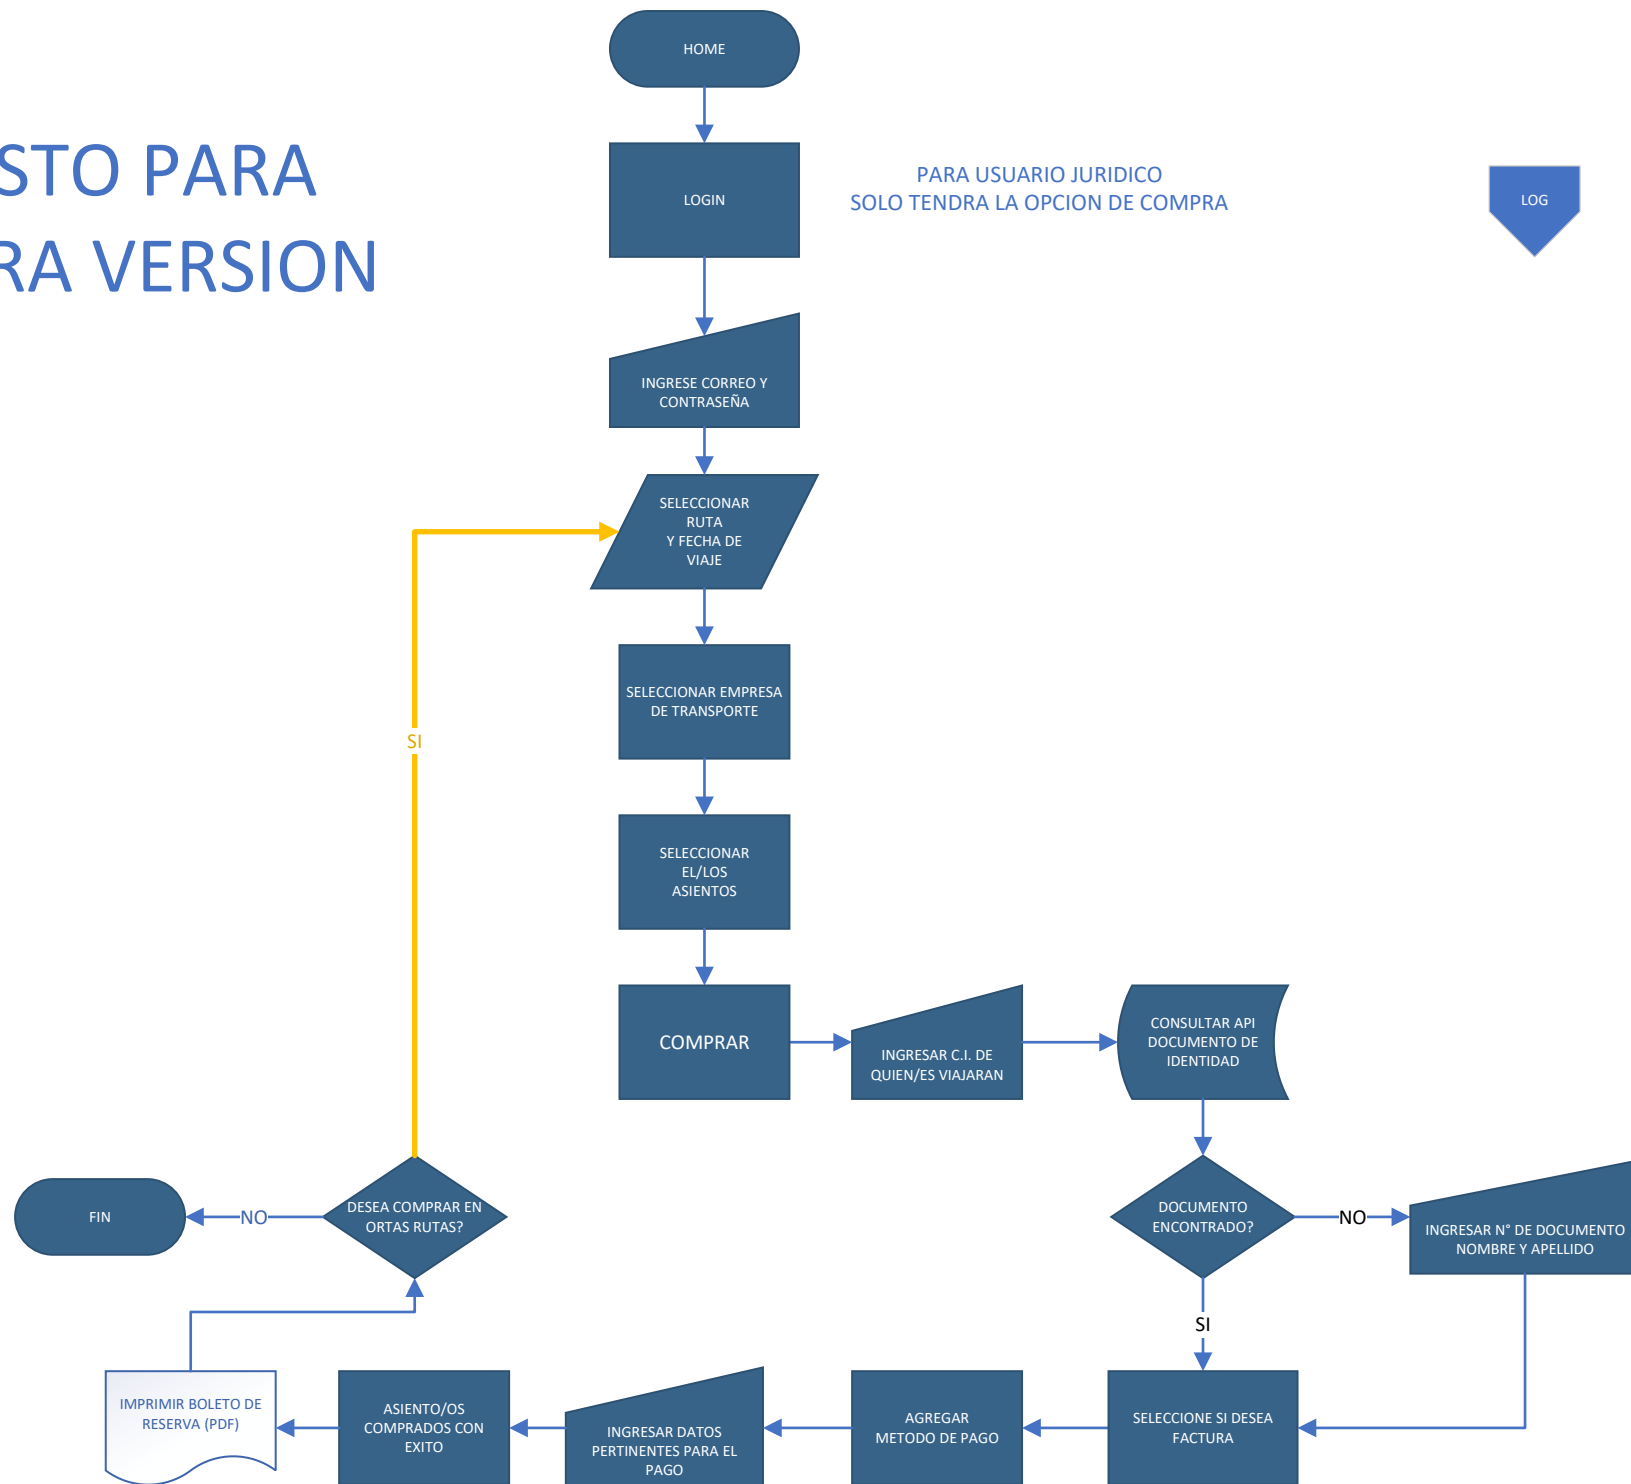 HOME
STO PARA
RA VERSION
LOGIN
PARA USUARIO JURIDICO
SOLO TENDRA LA OPCION DE COMPRA
LOG
INGRESE CORREO Y
CONTRASEÑA
SELECCIONAR
RUTA
Y FECHA DE
VIAJE
SELECCIONAR EMPRESA
DE TRANSPORTE
SI
SELECCIONAR
EL/LOS
ASIENTOS
COMPRAR
INGRESAR C.I. DE
QUIEN/ES VIAJARAN
CONSULTAR API
DOCUMENTO DE
IDENTIDAD
FIN
NO
DESEA COMPRAR EN
ORTAS RUTAS?
DOCUMENTO
ENCONTRADO?
NO
INGRESAR N° DE DOCUMENTO
NOMBRE Y APELLIDO
SI
IMPRIMIR BOLETO DE
RESERVA (PDF)
ASIENTO/OS
COMPRADOS CON
EXITO
INGRESAR DATOS
PERTINENTES PARA EL
PAGO
AGREGAR
METODO DE PAGO
SELECCIONE SI DESEA
FACTURA